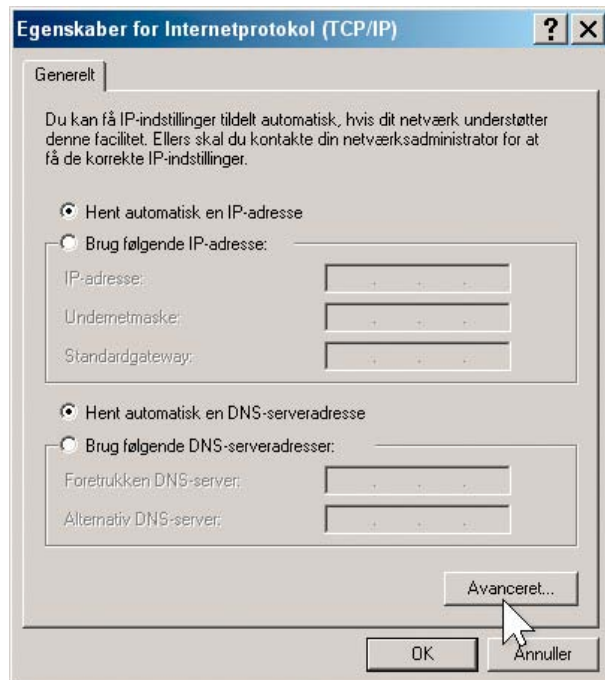 Egenskaber for Internetprotokol (TCP/IP)
Generelt
Du kan få IP-indstillinger tildelt automatisk, hvis dit netværk understøtter
denne facilitet. Ellers skal du kontakte din netværksadministrator for at
få de korrekte IP-indstillinger.
Hent automatisk en IP-adresse
Brug følgende IP-adresse:
IP-adresse:
Undernetmaske:
Standardgateway:
Hent automatisk en DNS-serveradresse
Brug følgende DNS-serveradresser:
Foretrukken DNS-server:
Alternativ DNS-server:
Avanceret...
OK
Annuller